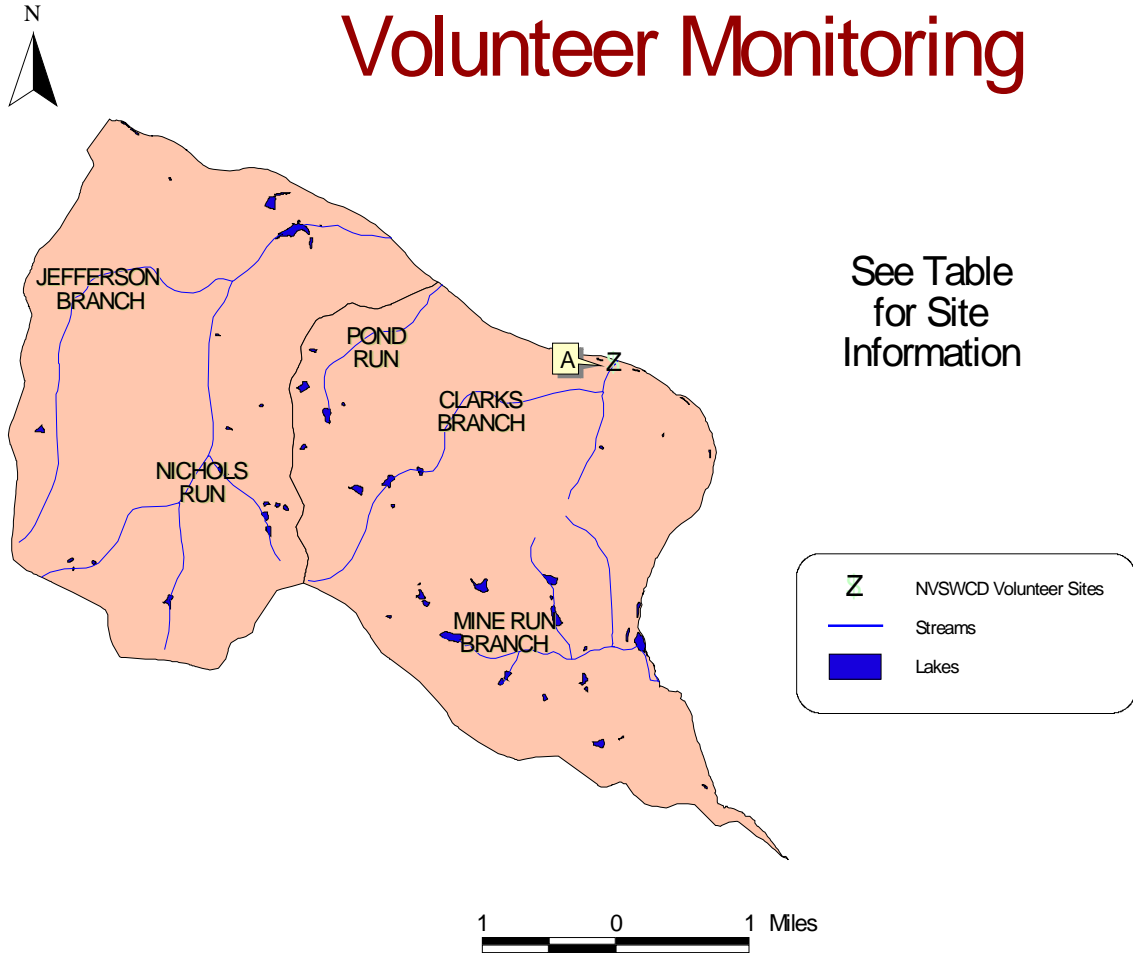 Volunteer Monitoring
N
JEFFERSON
BRANCH
POND
RUN
A
Z
CLARKS
BRANCH
NICHOLS
RUN
MINE RUN
BRANCH
See Table
for Site
Information
Z NVSWCD Volunteer Sites
Streams
Lakes
1 0 1 Miles